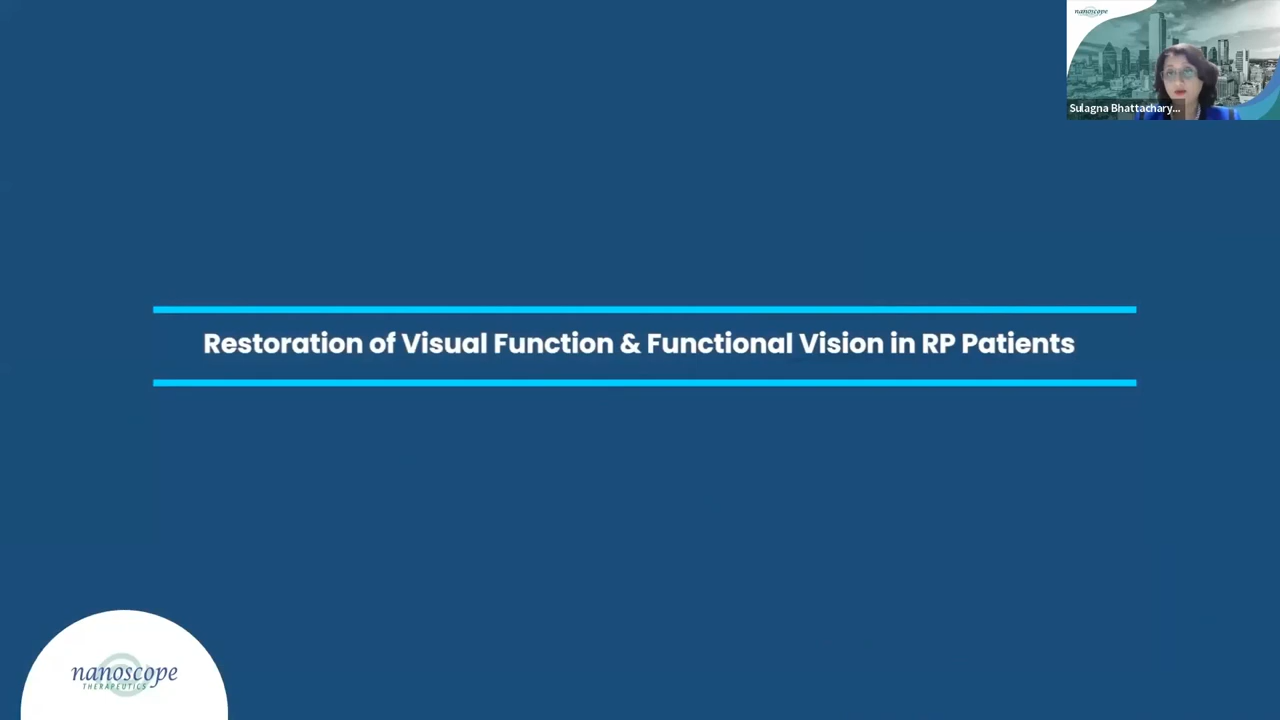 nanoscope
Sulagna Bhattachary...
Restoration of Visual Function & Functional Vision in RP Patients
nanoscope
THERAPEUTICS